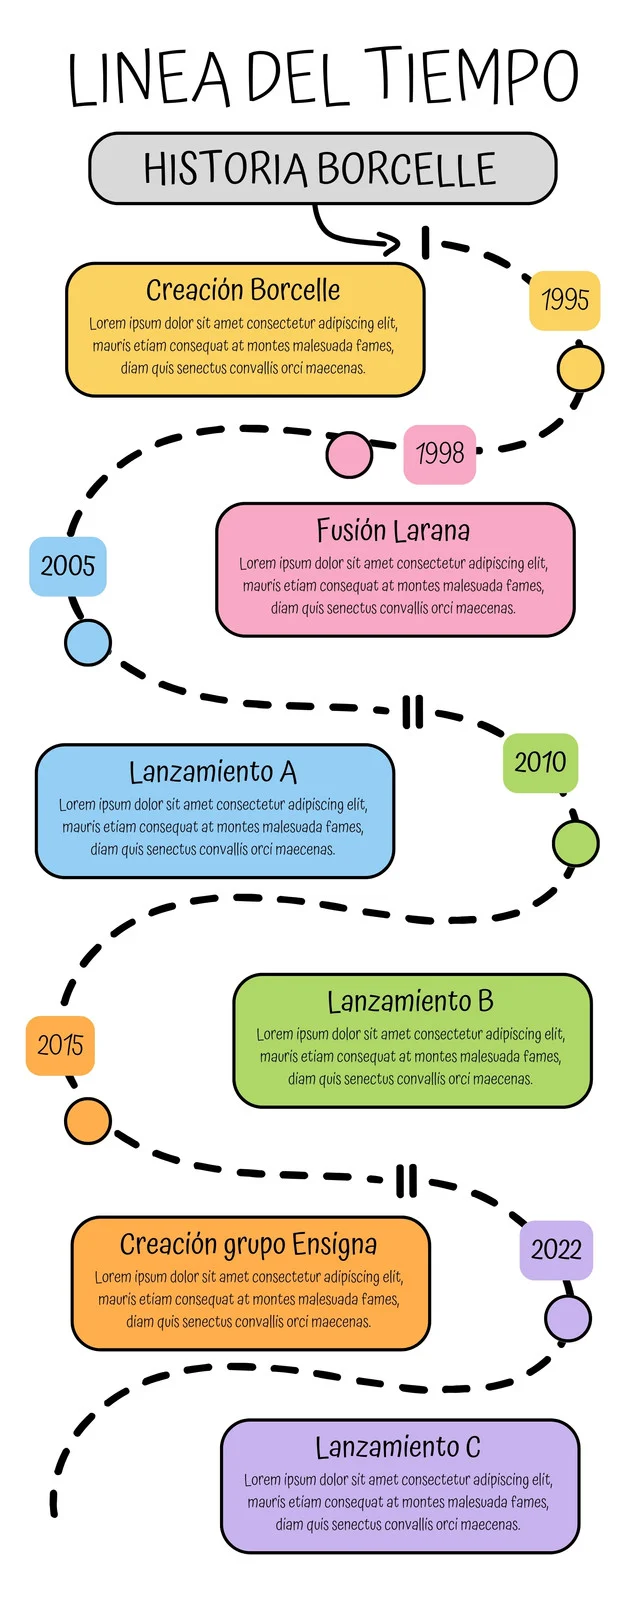 LINEA DEL TIEMPO
HISTORIA BORCELLE
1995
Creación Borcelle
Lorem ipsum dolor sit amet consectetur adipiscing elit,
mauris etiam consequat at montes malesuada fames,
diam quis senectus convallis orci maecenas.
1998
Fusión Larana
Lorem ipsum dolor sit amet consectetur adipiscing elit,
mauris etiam consequat at montes malesuada fames,
diam quis senectus convallis orci maecenas.
2005
2010
Lanzamiento A
Lorem ipsum dolor sit amet consectetur adipiscing elit,
mauris etiam consequat at montes malesuada fames,
diam quis senectus convallis orci maecenas.
Lanzamiento B
Lorem ipsum dolor sit amet consectetur adipiscing elit,
mauris etiam consequat at montes malesuada fames,
diam quis senectus convallis orci maecenas.
2015
Creación grupo Ensigna
Lorem ipsum dolor sit amet consectetur adipiscing elit,
mauris etiam consequat at montes malesuada fames,
diam quis senectus convallis orci maecenas.
2022
Lanzamiento C
Lorem ipsum dolor sit amet consectetur adipiscing elit,
mauris etiam consequat at montes malesuada fames,
diam quis senectus convallis orci maecenas.